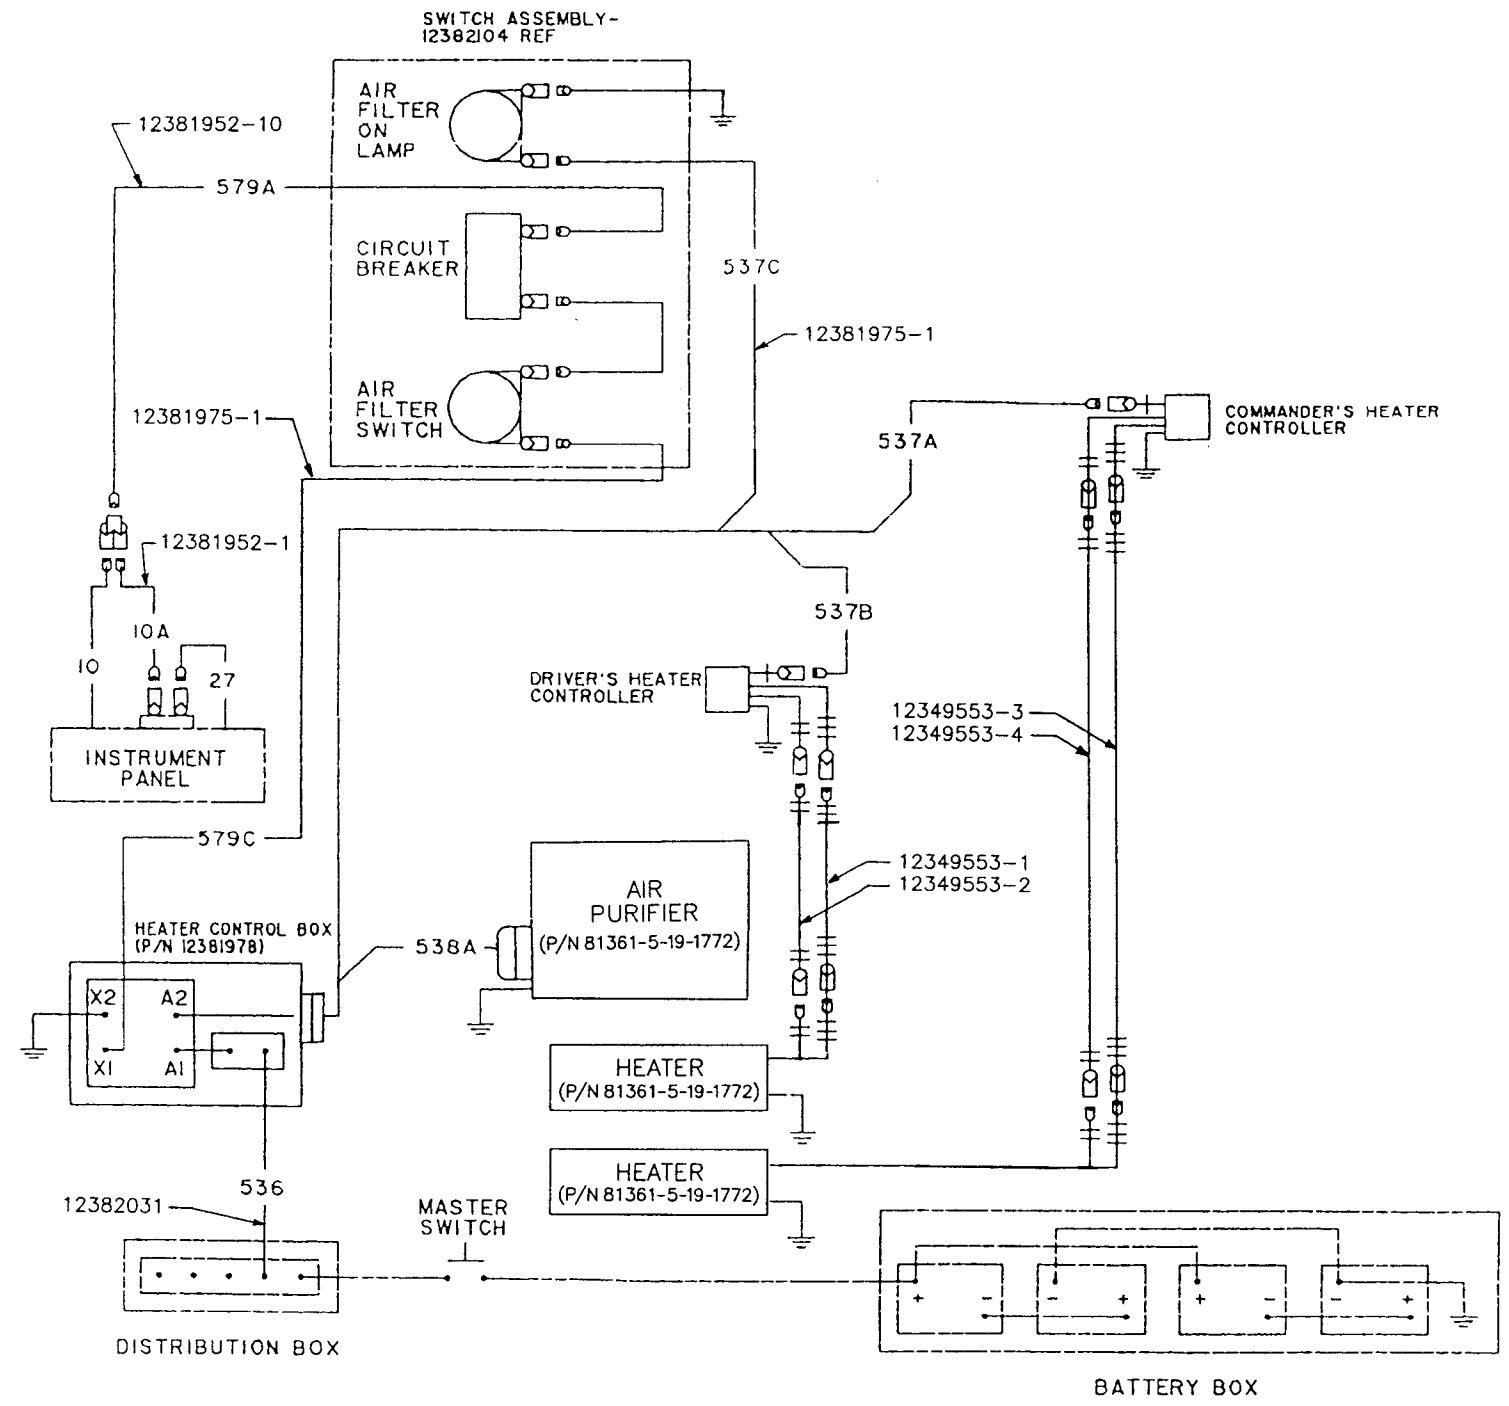 SWITCH ASSEMBLY-
12382104 REF
AIR
FILTER
ON
LAMP
12381952-10
579A
CIRCUIT
BREAKER
537C
12381975-1
AIR
FILTER
SWITCH
12381975-1
COMMANDER'S HEATER
CONTROLLER
537A
12381952-1
537B
10A
10
27
DRIVER'S HEATER
CONTROLLER
12349553-3
12349553-4
INSTRUMENT
PANEL
579C
12349553-1
12349553-2
AIR
PURIFIER
(P/N 81361-5-19-1772)
HEATER CONTROL BOX
(P/N 12381978)
538A
X2
A2
X1
A1
HEATER
(P/N 81361-5-19-1772)
HEATER
(P/N 81361-5-19-1772)
536
12382031
MASTER
SWITCH
+ - - + + - - +
DISTRIBUTION BOX
BATTERY BOX